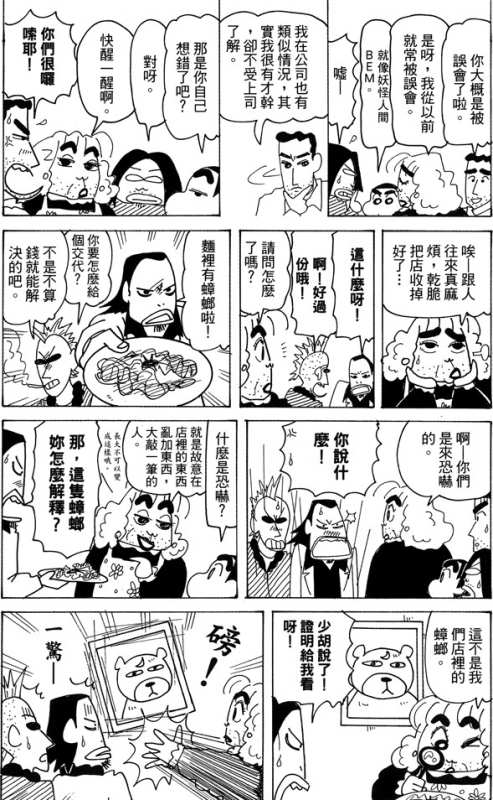 你大概是被
誤會了啦。
是呀，我從以前
就常被誤會。
就像妖怪人間
BEM。
噓—
我在公司也有
類似情況，其
實我很有才幹
，卻不受上司
了解。
那是你自己
想錯了吧？
對呀。
快醒一醒啊。
你們很囉
嗦耶！
唉，跟人
往來真麻
煩，乾脆
把店收掉
好了…
這什麼呀！
啊！好過
份哦！
請問怎麼
了嗎？
麵裡有蟑螂啦！
你要怎麼給
個交代？
不是不算
錢就能解
決的吧。
啊—你們
是來恐嚇
的。
你說什
麼！
什麼是恐嚇？
就是故意在
店裡的東西
亂加東西，
大敲一筆的
人。
長大不可以變
成這樣哦。
那，這隻蟑螂
妳怎麼解釋？
這不是我
們店裡的
蟑螂。
少胡說了！
證明給我看
呀！
磅！
一驚—